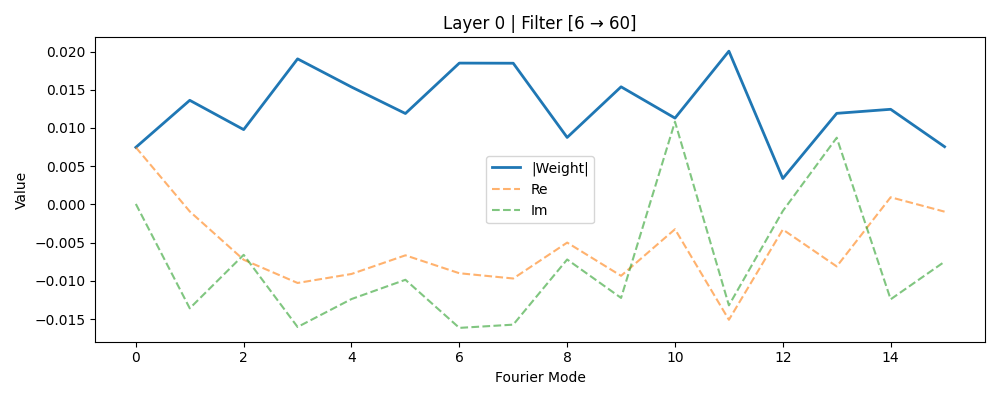 Layer 0 | Filter [6 → 60]
0.020
0.015
0.010
0.005
0.000
−0.005
−0.010
−0.015
Value
|Weight|
Re
Im
0 2 4 6 8 10 12 14
Fourier Mode